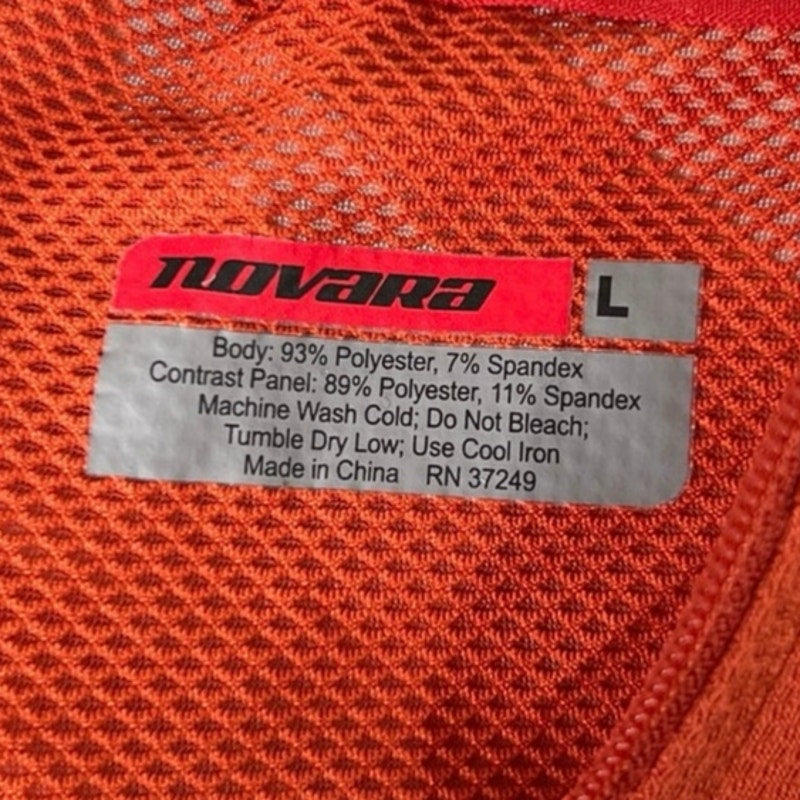 novara L
Body: 93% Polyester, 7% Spandex
Contrast Panel: 89% Polyester, 11% Spandex
Machine Wash Cold; Do Not Bleach;
Tumble Dry Low; Use Cool Iron
Made in China RN 37249